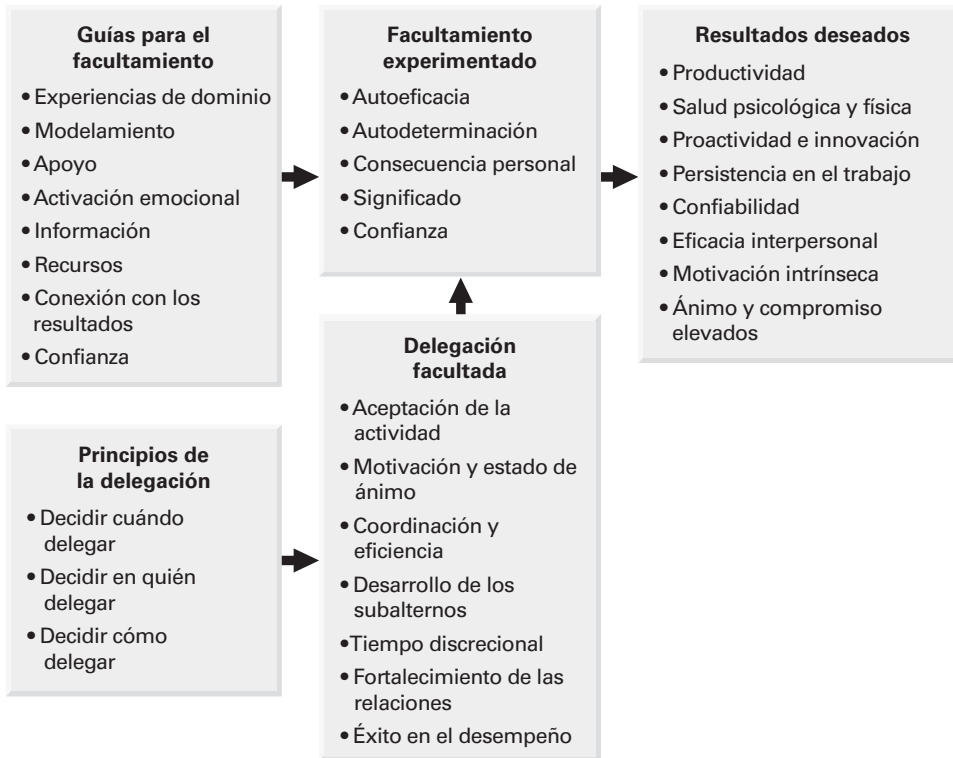 Guías para el
facultamiento
• Experiencias de dominio
• Modelamiento
• Apoyo
• Activación emocional
• Información
• Recursos
• Conexión con los
resultados
• Confianza
Facultamiento
experimentado
• Autoeficacia
• Autodeterminación
• Consecuencia personal
• Significado
• Confianza
Resultados deseados
• Productividad
• Salud psicológica y física
• Proactividad e innovación
• Persistencia en el trabajo
• Confiabilidad
• Eficacia interpersonal
• Motivación intrínseca
• Ánimo y compromiso
elevados
Principios de
la delegación
• Decidir cuándo
delegar
• Decidir en quién
delegar
• Decidir cómo
delegar
Delegación
facultada
• Aceptación de la
actividad
• Motivación y estado de
ánimo
• Coordinación y
eficiencia
• Desarrollo de los
subalternos
• Tiempo discrecional
• Fortalecimiento de las
relaciones
• Éxito en el desempeño